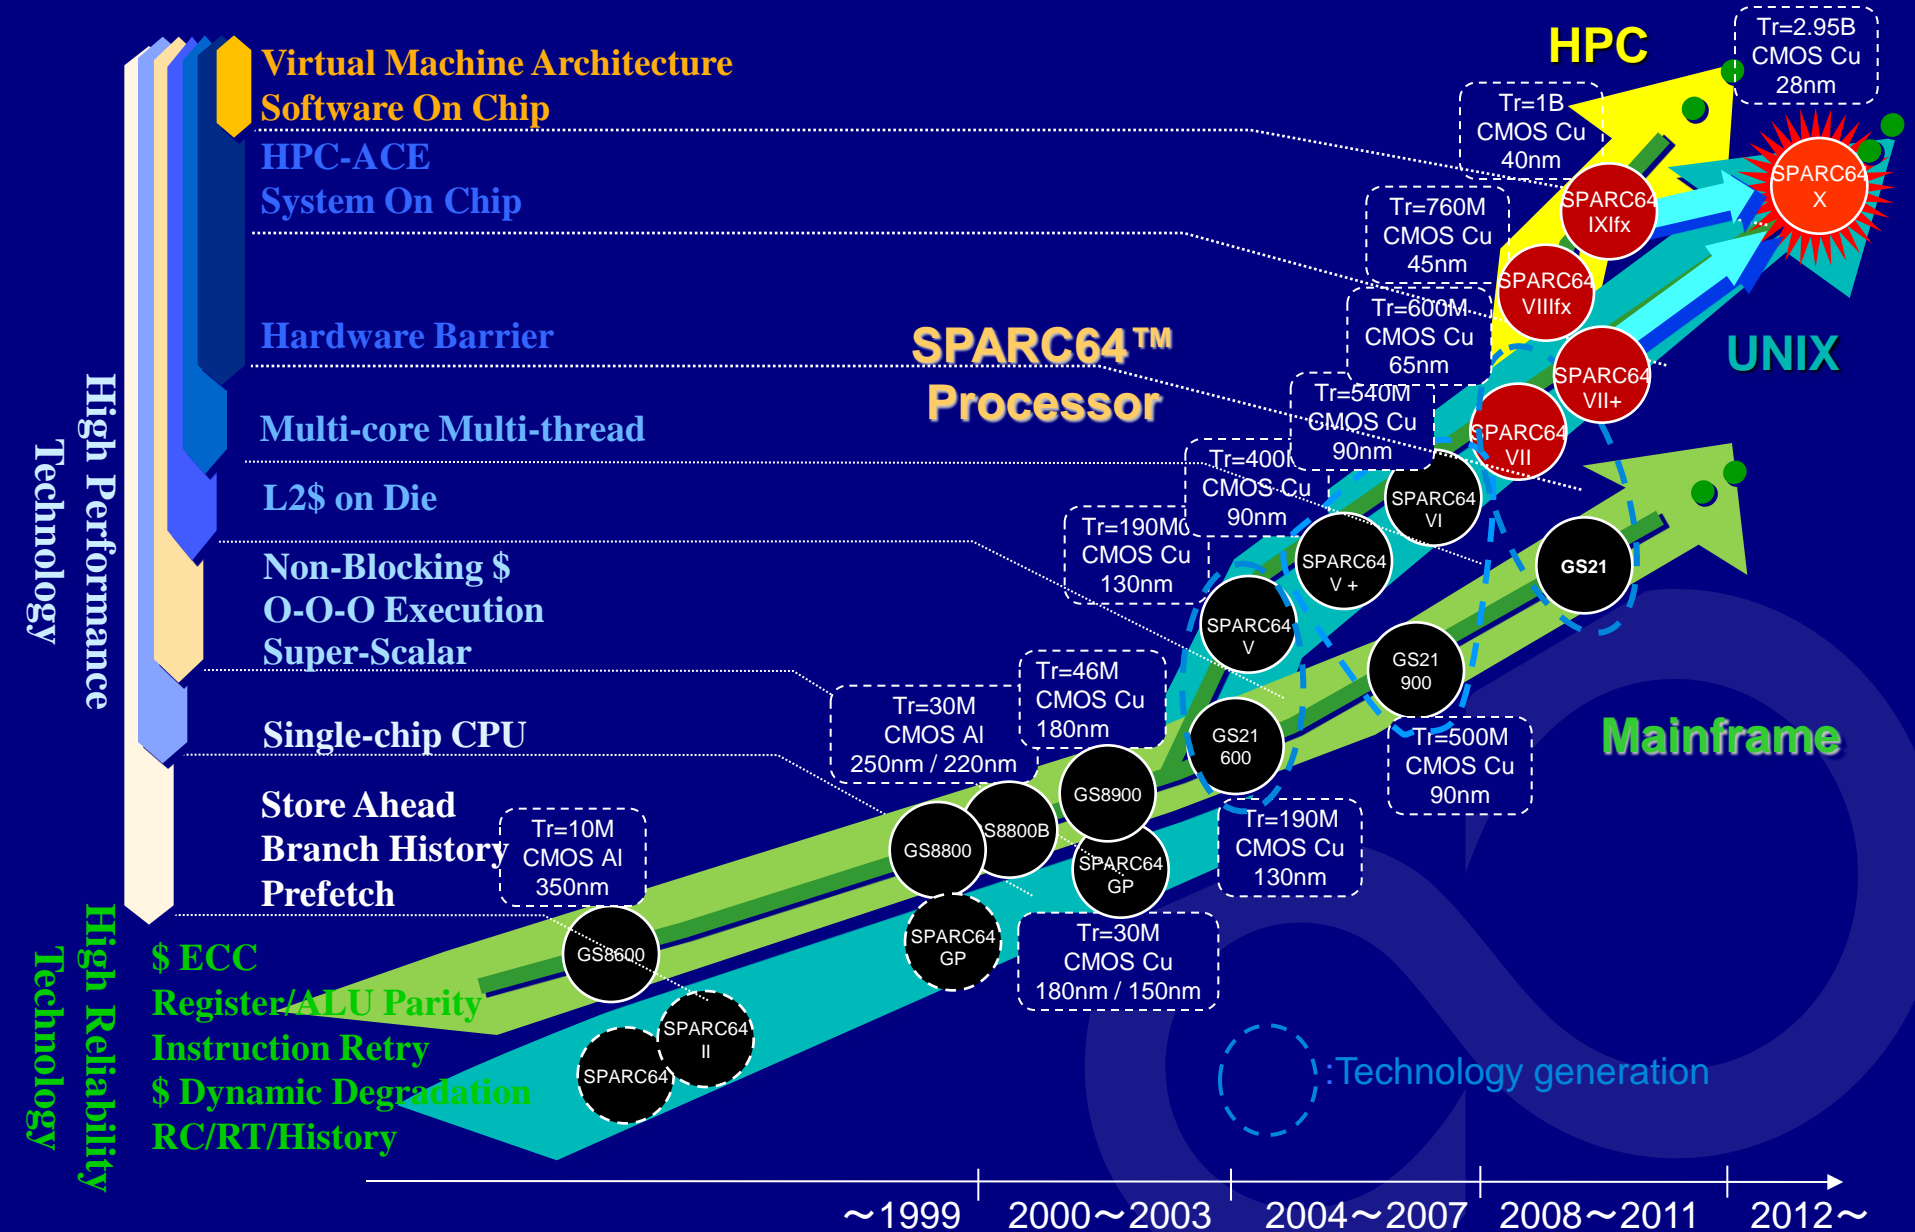 Virtual Machine Architecture
Software On Chip
HPC-ACE
System On Chip
Hardware Barrier
Multi-core Multi-thread
L2$ on Die
Non-Blocking $
O-O-O Execution
Super-Scalar
Single-chip CPU
Store Ahead
Branch History
Prefetch
High Performance
Technology
$ ECC
Register/ALU Parity
Instruction Retry
$ Dynamic Degradation
RC/RT/History
High Reliability
Technology
SPARC64™
Processor
HPC
UNIX
Mainframe
Tr=2.95B
CMOS Cu
28nm
Tr=1B
CMOS Cu
40nm
Tr=760M
CMOS Cu
45nm
Tr=600M
CMOS Cu
65nm
Tr=540M
CMOS Cu
90nm
Tr=400
CMOS Cu
90nm
Tr=190M
CMOS Cu
130nm
Tr=46M
CMOS Cu
180nm
Tr=30M
CMOS Al
250nm / 220nm
Tr=10M
CMOS Al
350nm
Tr=500M
CMOS Cu
90nm
Tr=190M
CMOS Cu
130nm
Tr=30M
CMOS Cu
180nm / 150nm
SPARC64
X
SPARC64
IXIfx
SPARC64
VIIIfx
SPARC64
VII+
SPARC64
VII
SPARC64
VI
SPARC64
V +
SPARC64
V
GS21
GS21
900
GS21
600
GS8900
GS8800
S8800B
SPARC64
GP
SPARC64
GP
GS8600
SPARC64
II
SPARC64
:Technology generation
～1999
2000～2003
2004～2007
2008～2011
2012～